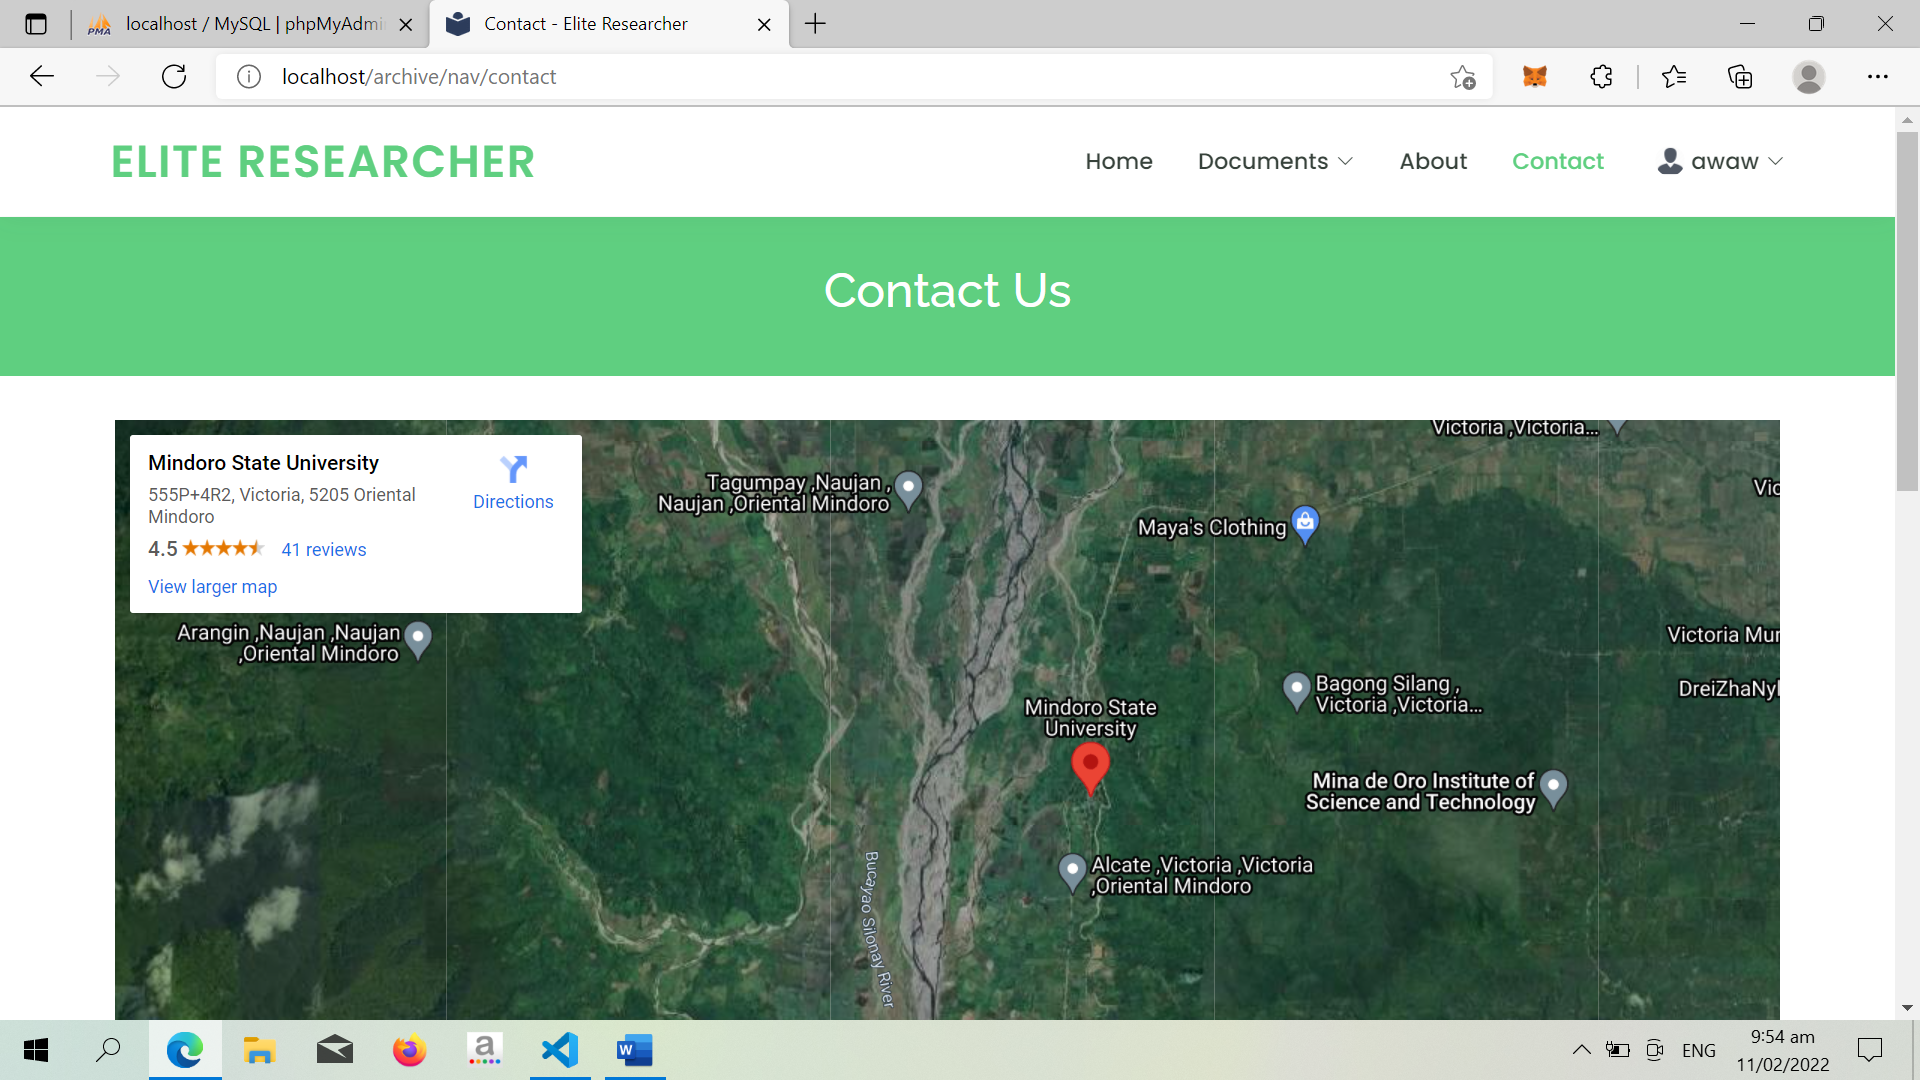 localhost / MySQL | phpMyAdmi
Contact - Elite Researcher
localhost/archive/nav/contact
ELITE RESEARCHER
Home
Documents
About
Contact
awaw
Contact Us
Mindoro State University
555P+4R2, Victoria, 5205 Oriental
Mindoro
4.5
41 reviews
Directions
View larger map
Victoria ,Victoria...
Tagumpay ,Naujan ,
Naujan ,Oriental Mindoro
Vic
Maya's Clothing
Arangin ,Naujan ,Naujan
,Oriental Mindoro
Victoria Mur
Bagong Silang ,
Victoria ,Victoria...
DreiZhaNyl
Mindoro State
University
Mina de Oro Institute of
Science and Technology
Alcate ,Victoria ,Victoria
,Oriental Mindoro
Bucayao Silonay River
ENG
9:54 am
11/02/2022